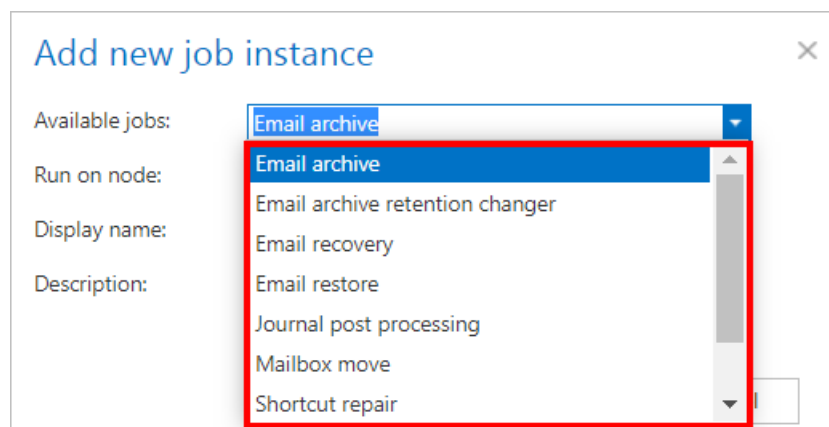 Add new job instance
Available jobs:
Email archive
Email archive
Run on node:
Email archive retention changer
Display name:
Email recovery
Description:
Email restore
Journal post processing
Mailbox move
Shortcut repair